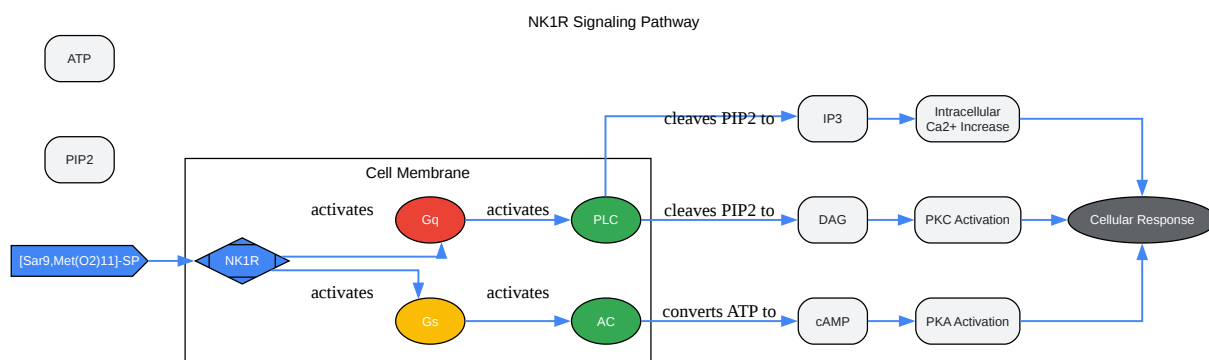 NK1R Signaling Pathway
ATP
PIP2
Cell Membrane
[Sar9,Met(O2)11]-SP
NK1R
activates
Gq
activates
PLC
activates
Gs
activates
AC
cleaves PIP2 to
IP3
Intracellular
Ca2+ Increase
cleaves PIP2 to
DAG
PKC Activation
Cellular Response
converts ATP to
cAMP
PKA Activation